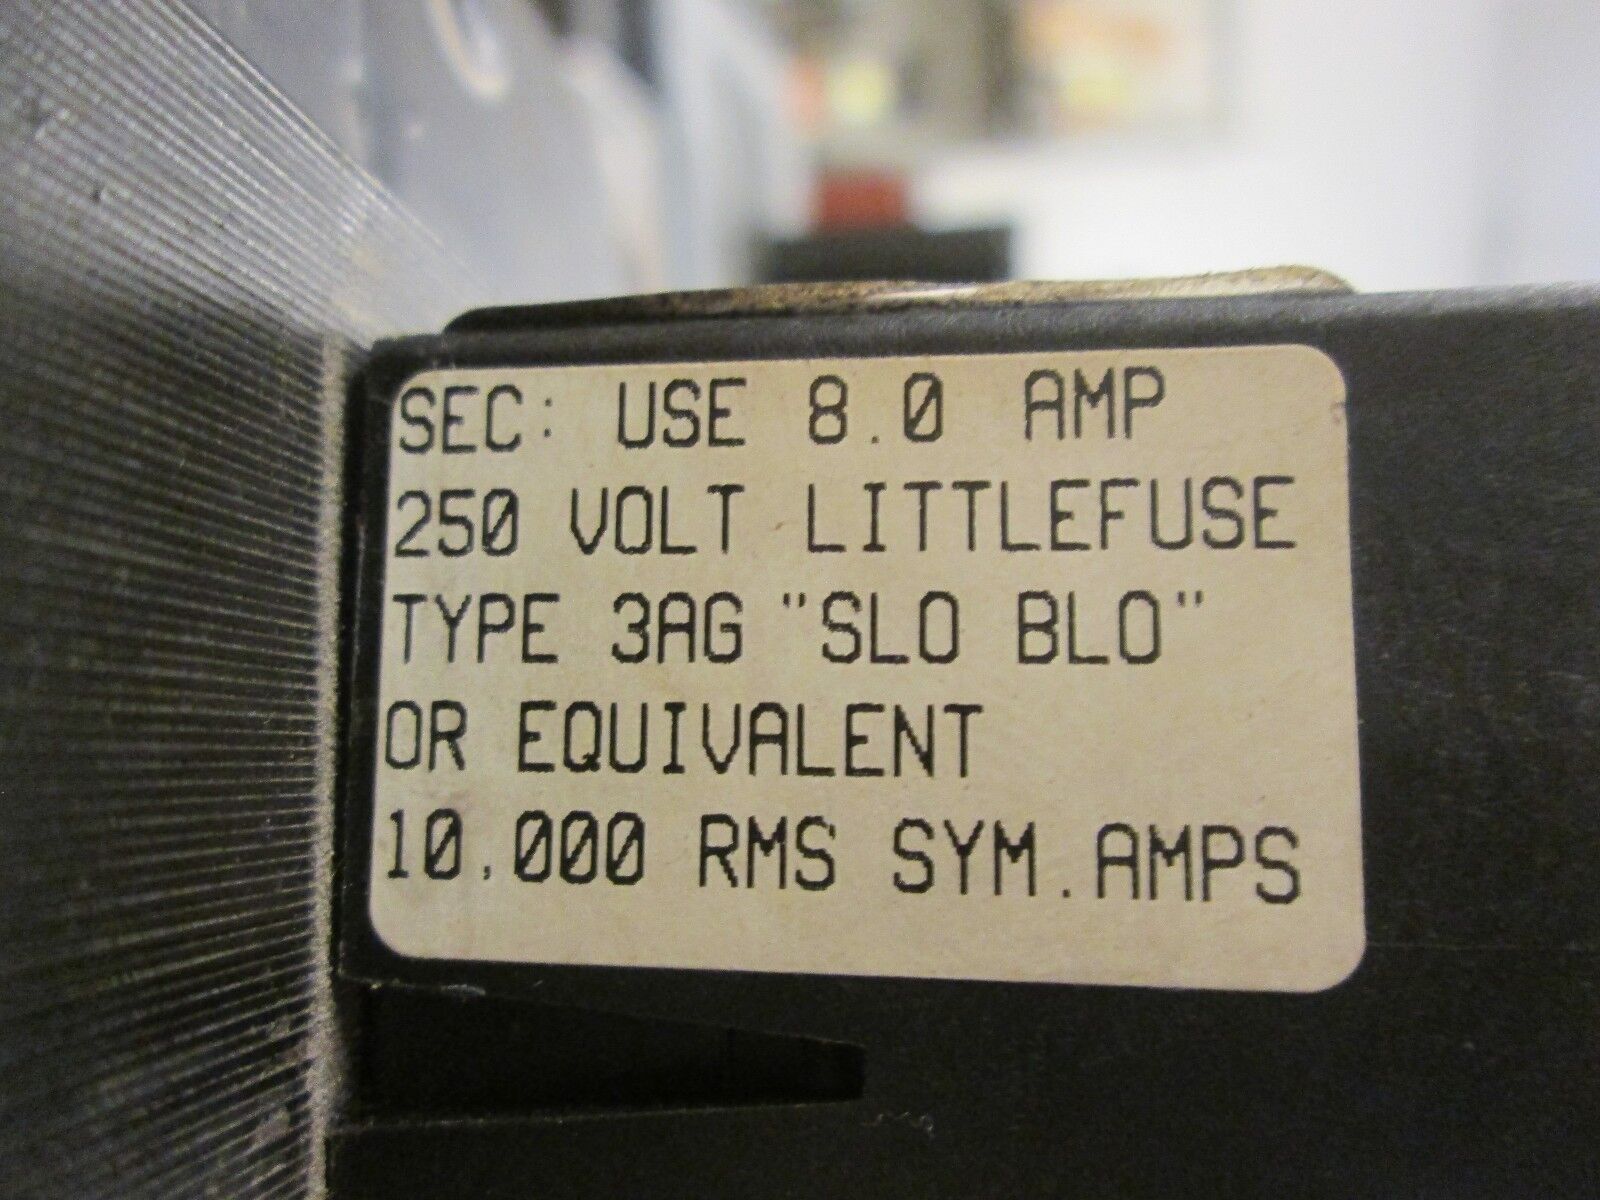 SEC: USE 8.0 AMP
250 VOLT LITTLEFUSE
TYPE 3AG "SLO BLO"
OR EQUIVALENT
10,000 RMS SYM.AMPS